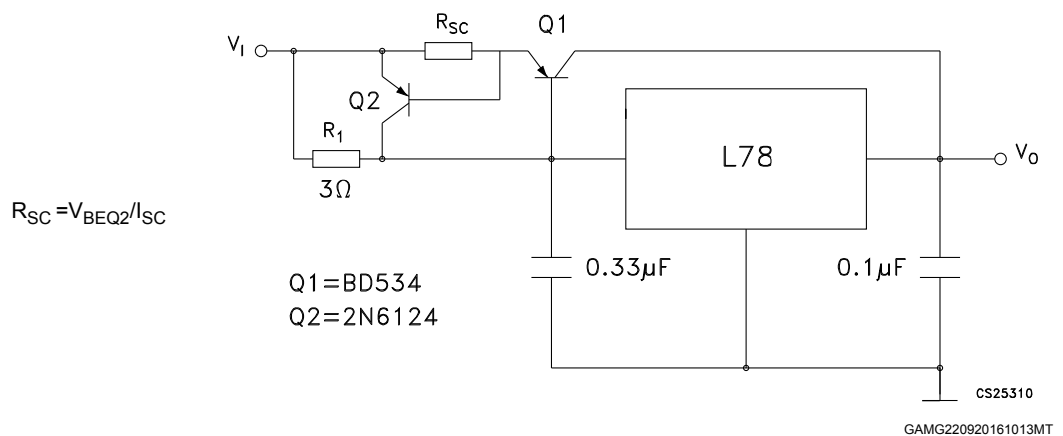 RSC
Q1
VI
Q2
R1
L78
VO
3Ω
RSC=VBEQ2/ISC
0.33µF
0.1µF
Q1=BD534
Q2=2N6124
CS25310
GAMG220920161013MT